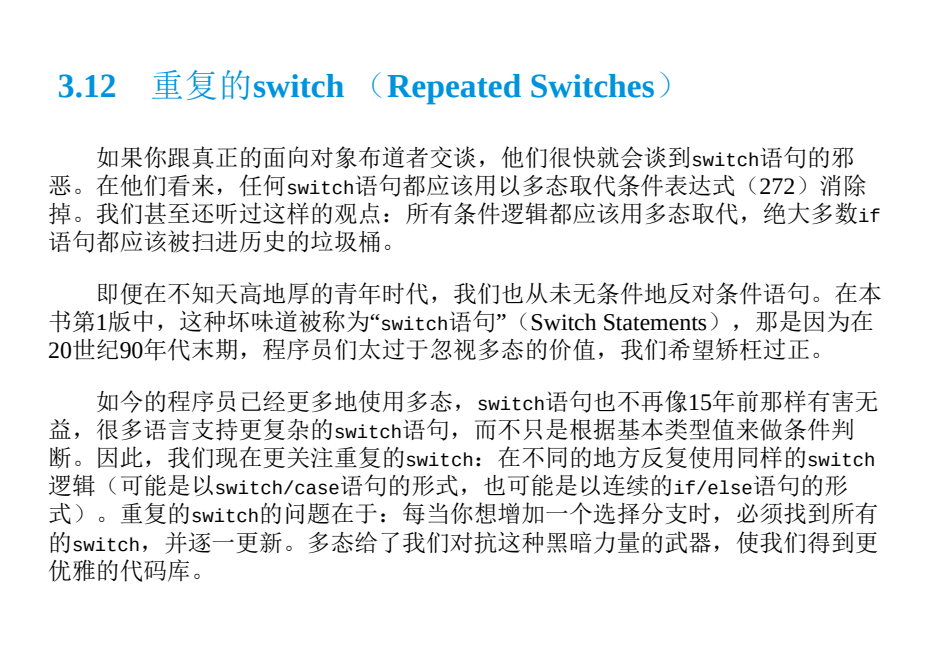 3.12 重复的switch （Repeated Switches）
如果你跟真正的面向对象布道者交谈，他们很快就会谈到switch语句的邪
恶。在他们看来，任何switch语句都应该用以多态取代条件表达式（272）消除
掉。我们甚至还听过这样的观点：所有条件逻辑都应该用多态取代，绝大多数if
语句都应该被扫进历史的垃圾桶。
即便在不知天高地厚的青年时代，我们也从未无条件地反对条件语句。在本
书第1版中，这种坏味道被称为“switch语句”（Switch Statements），那是因为在
20世纪90年代末期，程序员们太过于忽视多态的价值，我们希望矫枉过正。
如今的程序员已经更多地使用多态，switch语句也不再像15年前那样有害无
益，很多语言支持更复杂的switch语句，而不只是根据基本类型值来做条件判
断。因此，我们现在更关注重复的switch：在不同的地方反复使用同样的switch
逻辑（可能是以switch/case语句的形式，也可能是以连续的if/else语句的形
式）。重复的switch的问题在于：每当你想增加一个选择分支时，必须找到所有
的switch，并逐一更新。多态给了我们对抗这种黑暗力量的武器，使我们得到更
优雅的代码库。